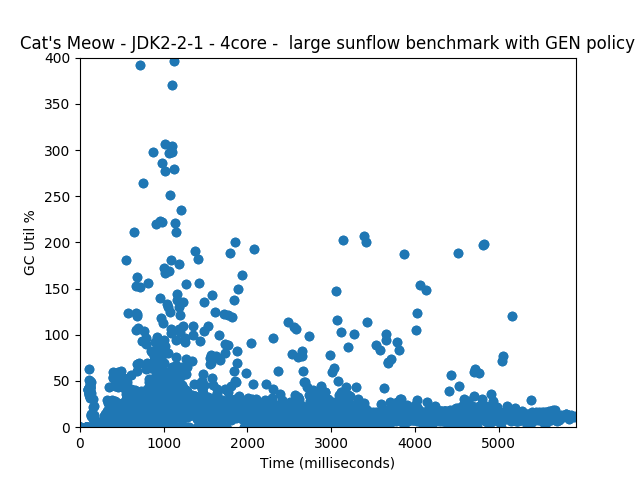 Cat's Meow - JDK2-2-1 - 4core -  large sunflow benchmark with GEN policy
400
350
300
250
200
150
100
50
0
GC Util %
0 1000 2000 3000 4000 5000
Time (milliseconds)